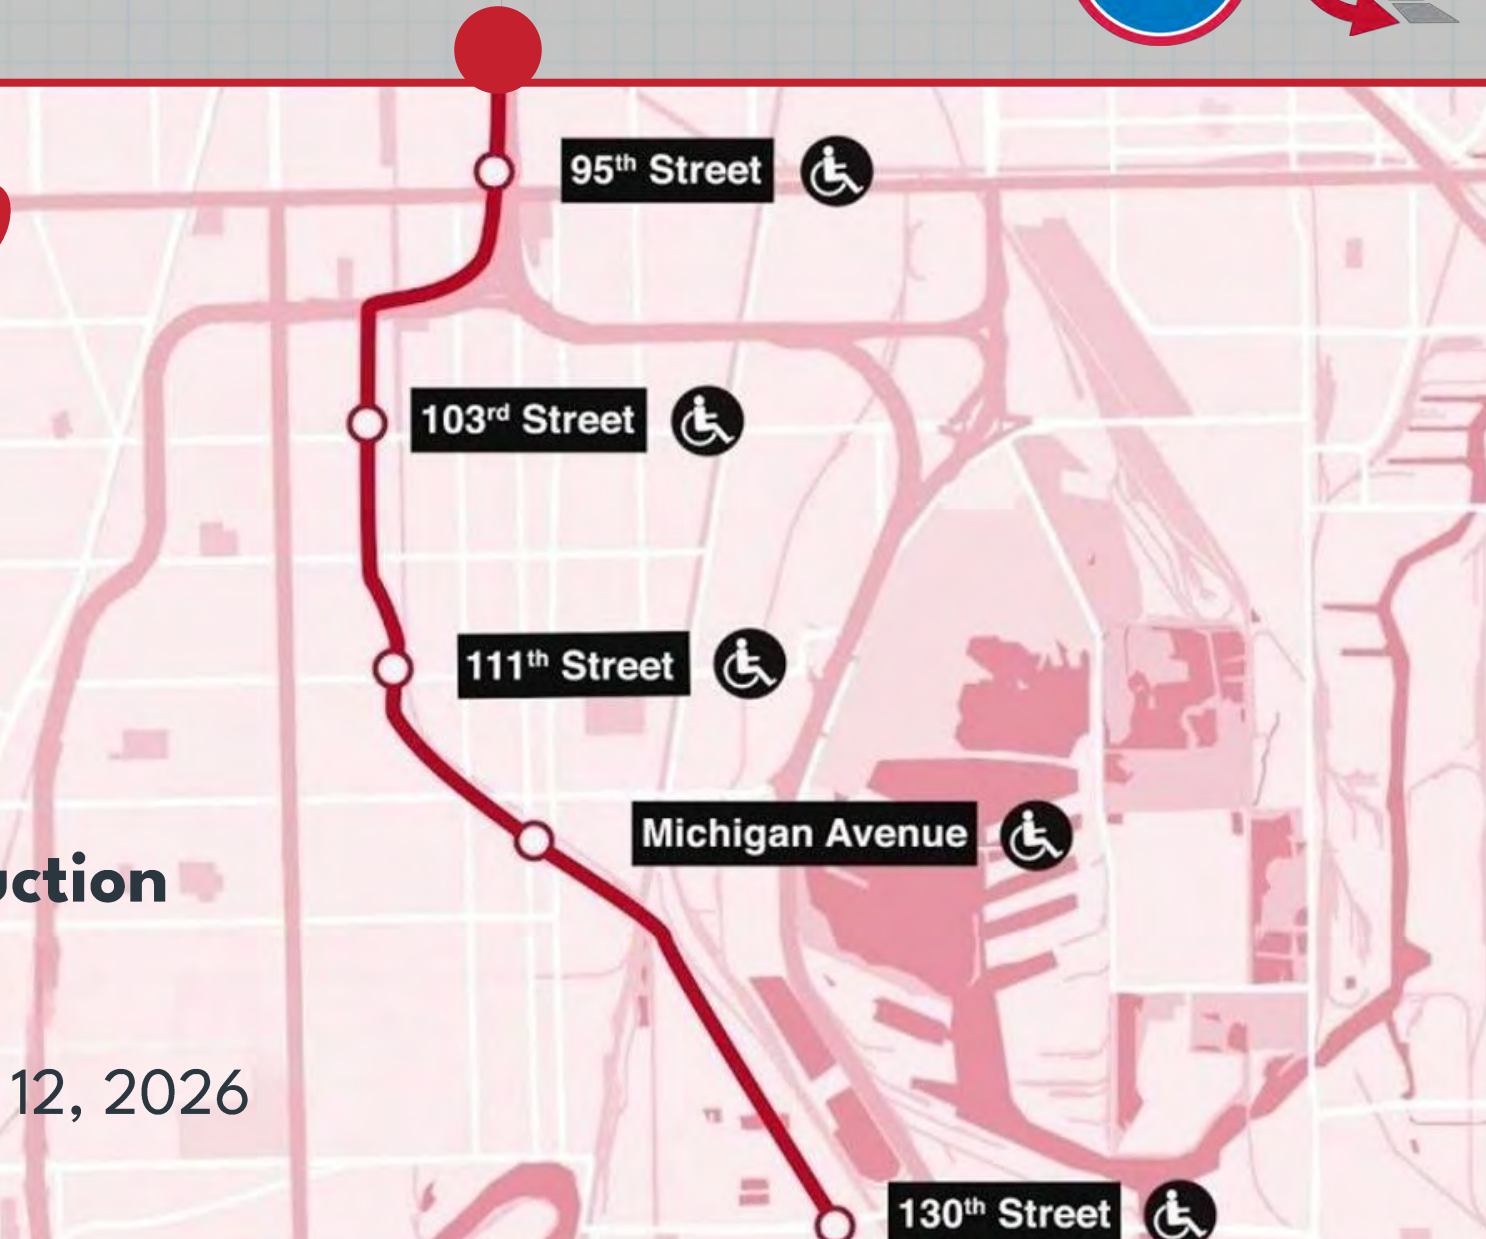 95th Street
103rd Street
111th Street
Michigan Avenue
uction
12, 2026
130th Street